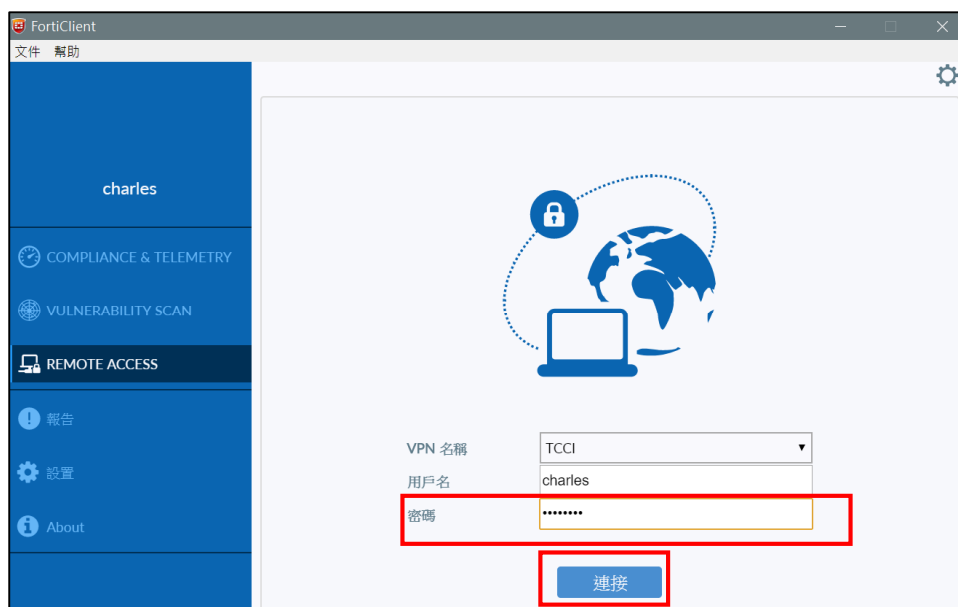 FortiClient
文件 幫助
charles
COMPLIANCE & TELEMETRY
VULNERABILITY SCAN
REMOTE ACCESS
報告
設置
About
VPN 名稱 TCCI
用戶名 charles
密碼 ••••••••
連接